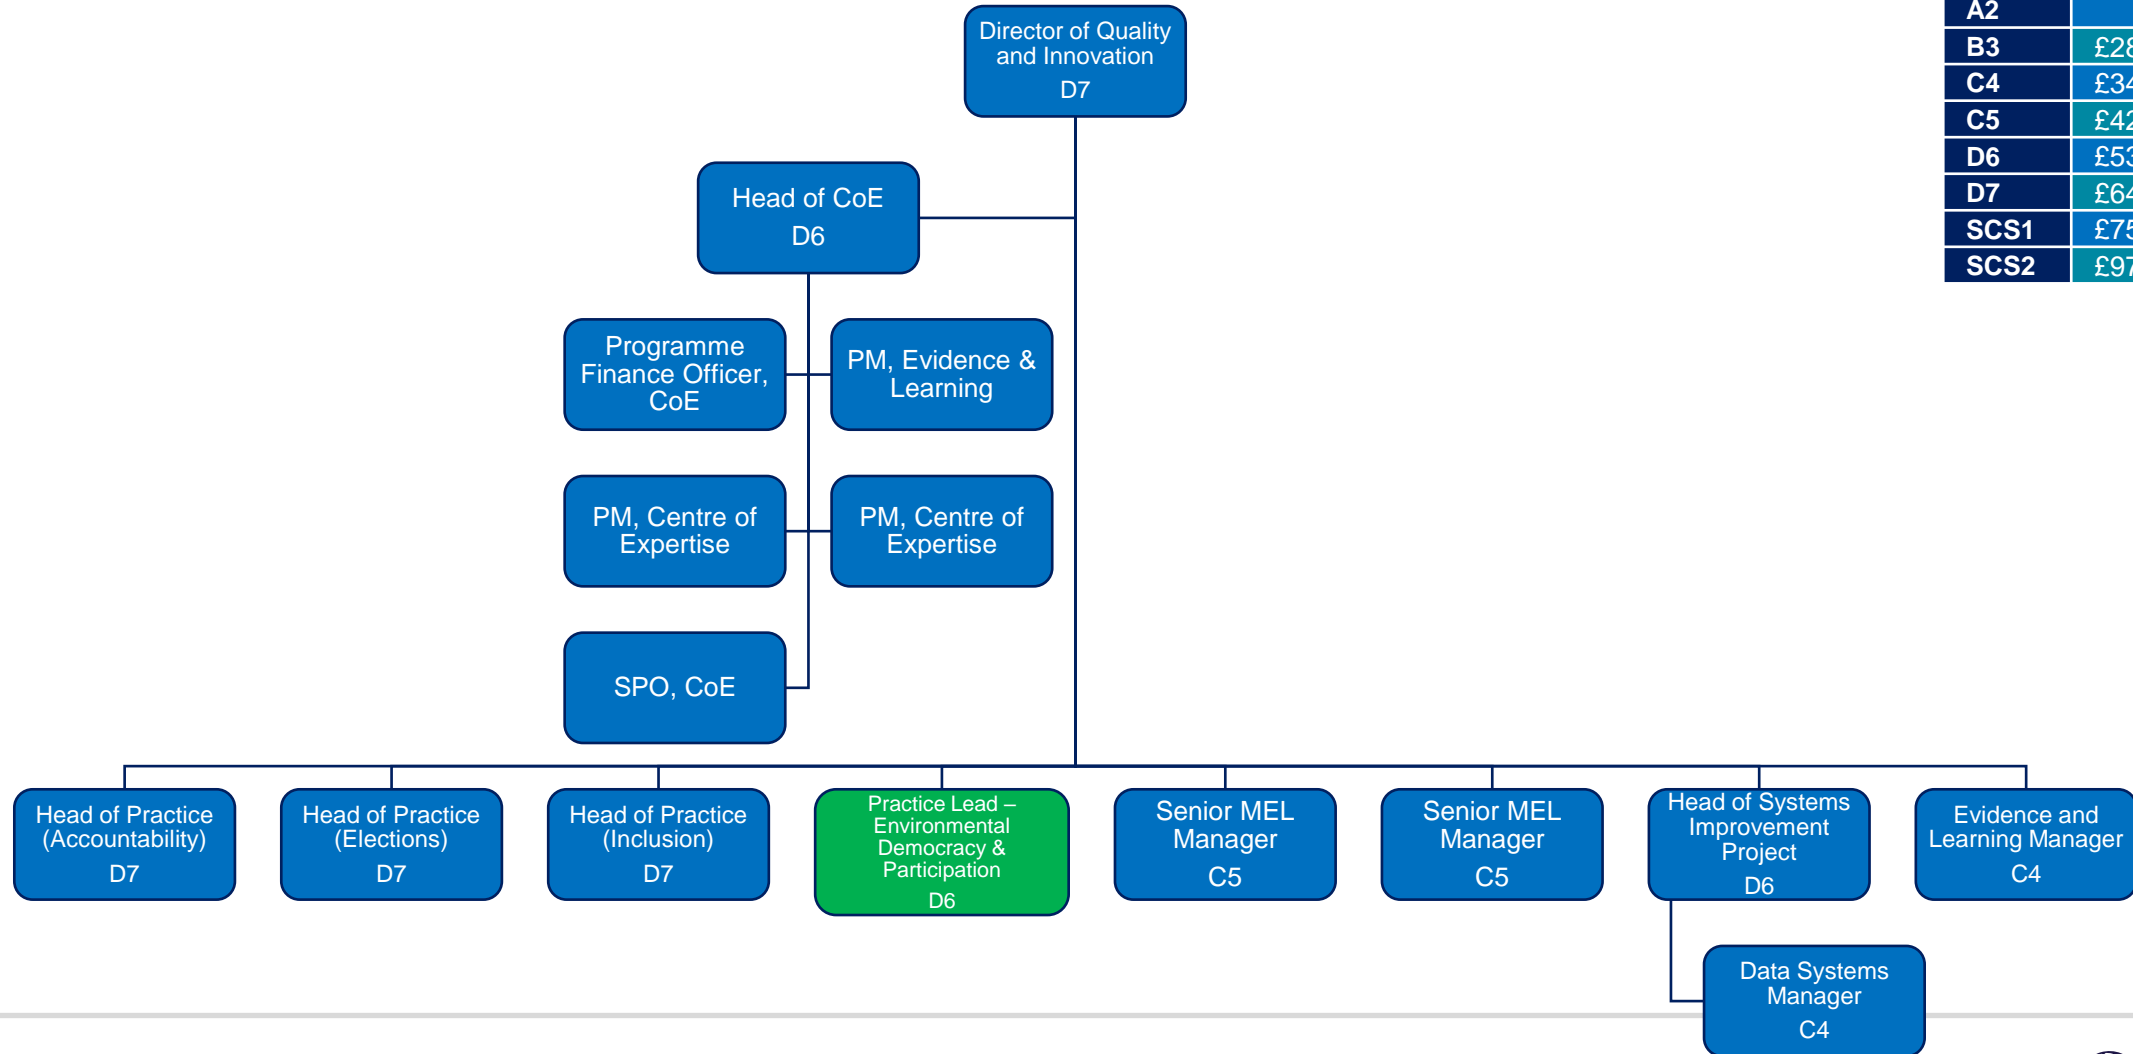 Director of Quality
and Innovation
D7
A2
B3 £28
C4 £34
C5 £42
D6 £53
D7 £64
SCS1 £75
SCS2 £97
Head of CoE
D6
Programme
Finance Officer,
CoE
PM, Evidence &
Learning
PM, Centre of
Expertise
PM, Centre of
Expertise
SPO, CoE
Head of Practice
(Accountability)
D7
Head of Practice
(Elections)
D7
Head of Practice
(Inclusion)
D7
Practice Lead –
Environmental
Democracy &
Participation
D6
Senior MEL
Manager
C5
Senior MEL
Manager
C5
Head of Systems
Improvement
Project
D6
Evidence and
Learning Manager
C4
Data Systems
Manager
C4